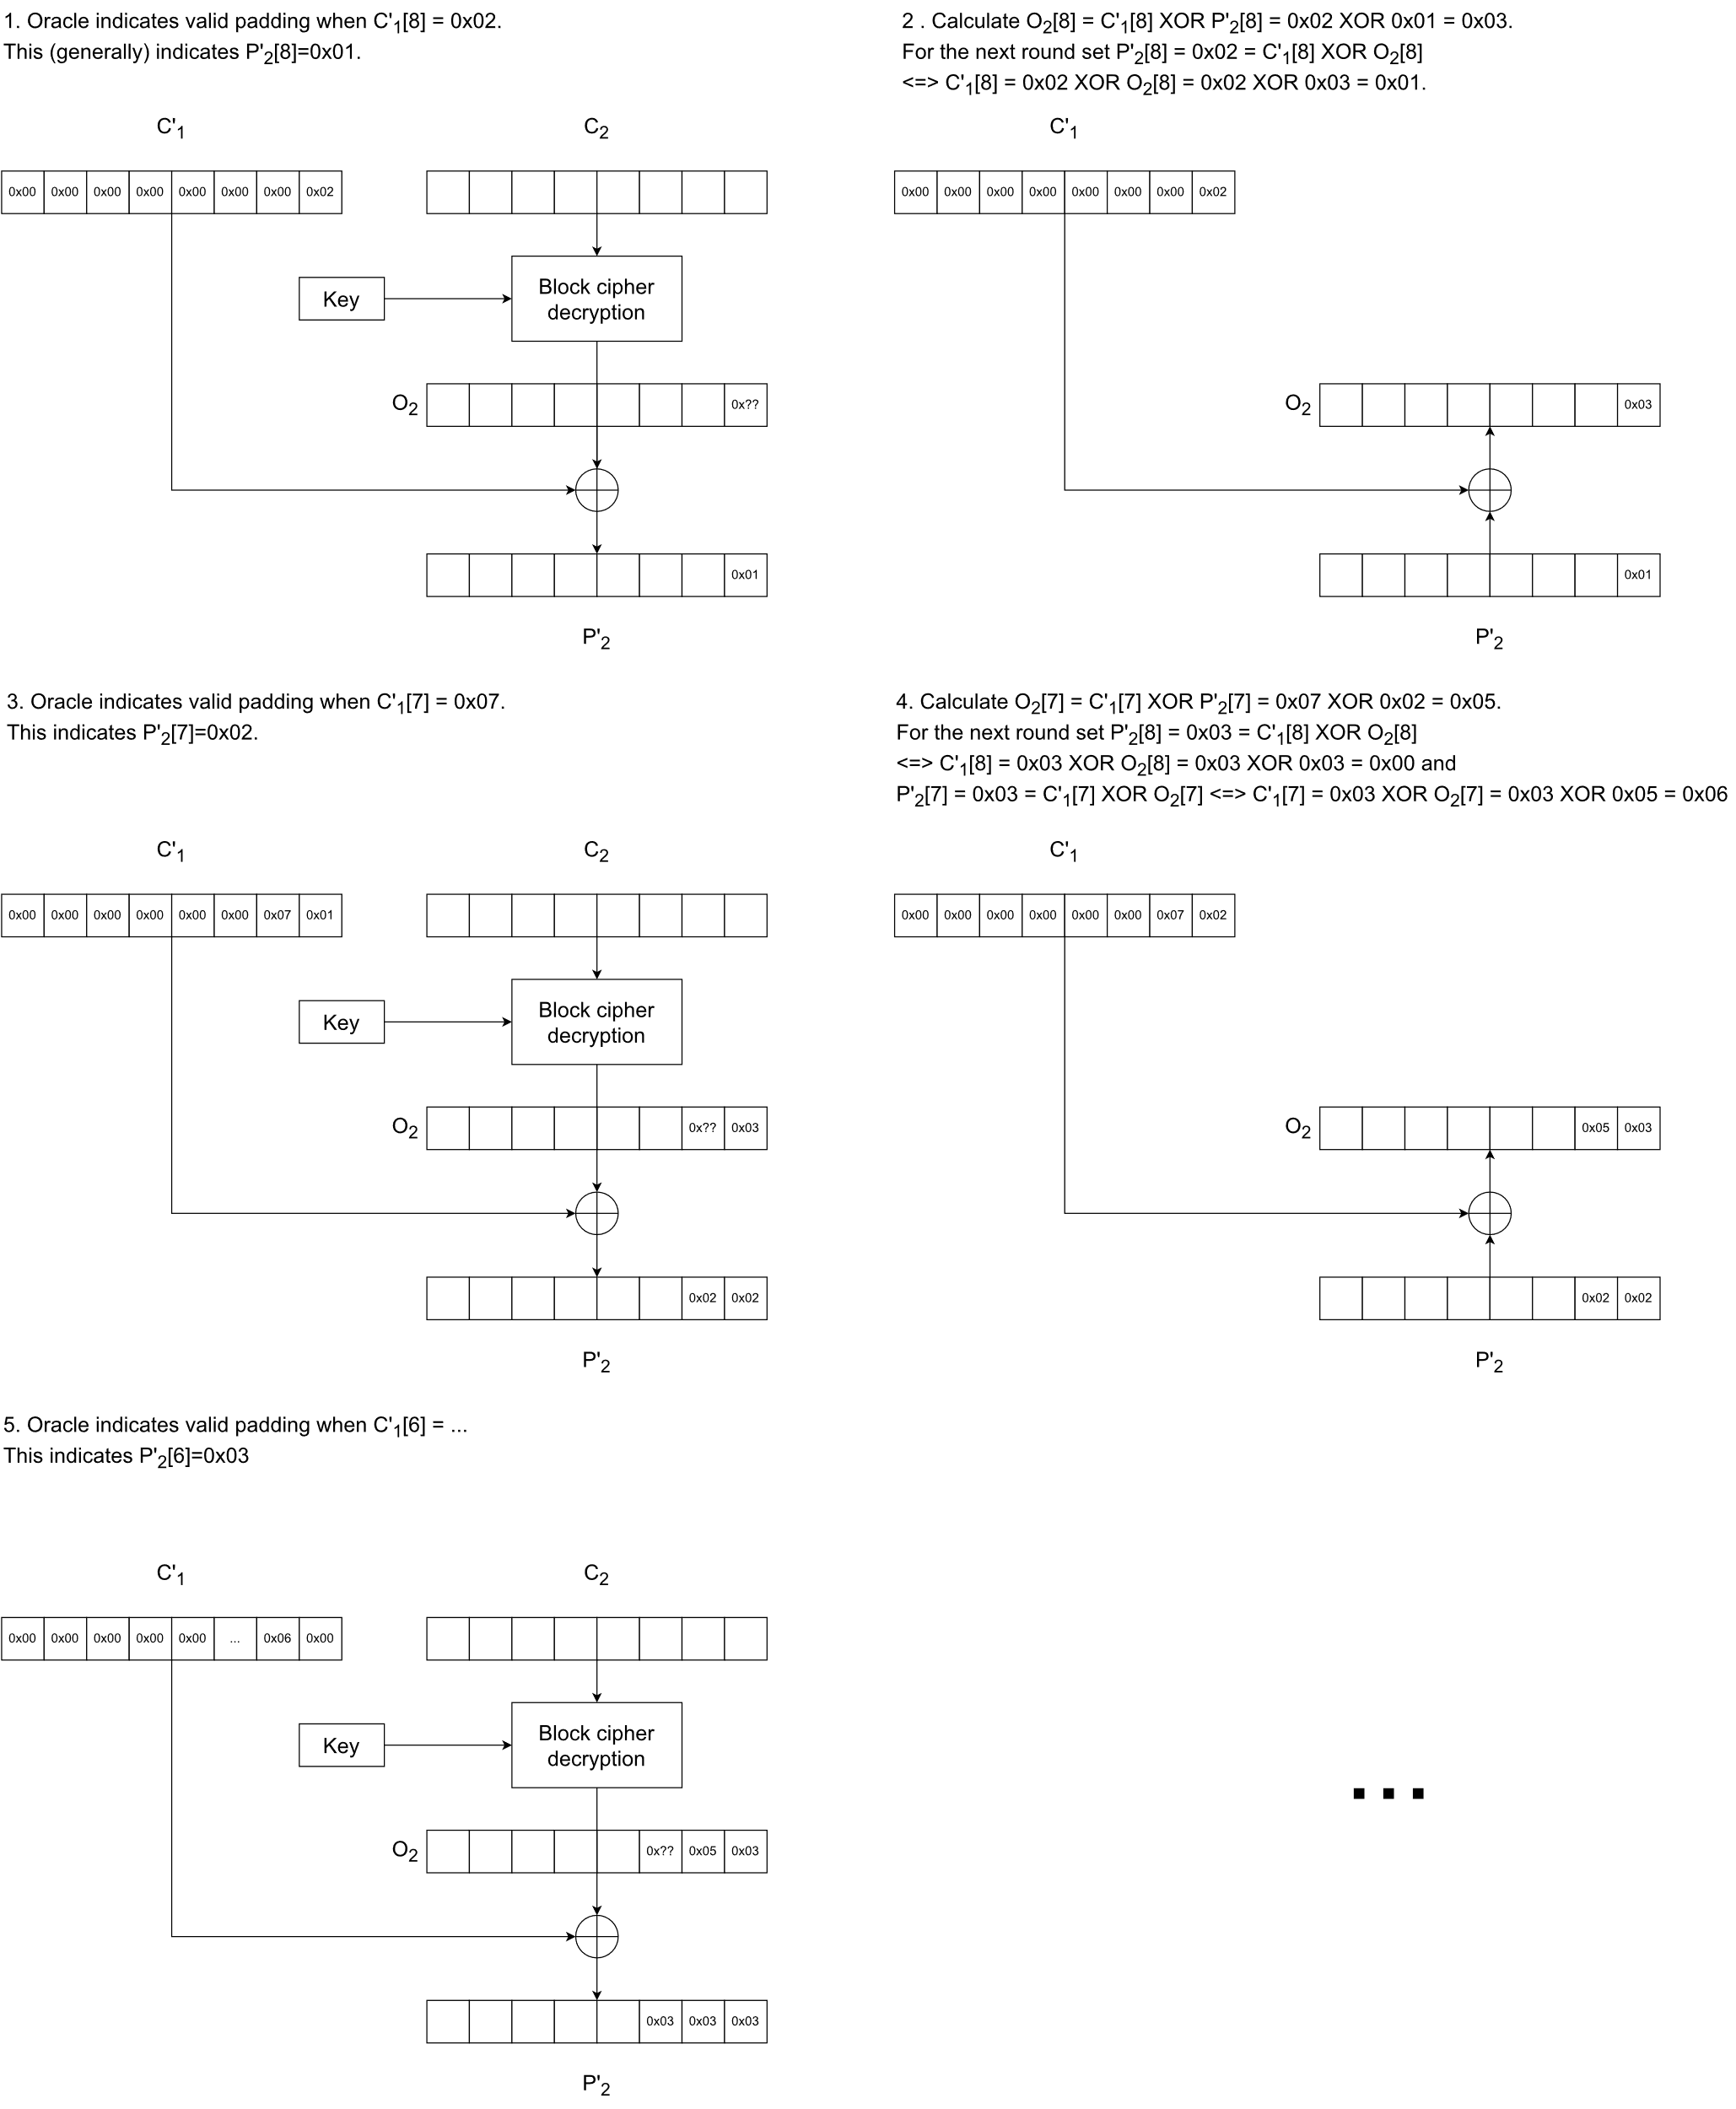 1. Oracle indicates valid padding when C'₁[8] = 0x02.
This (generally) indicates P'₂[8]=0x01.
C'₁
C₂
0x00 0x00 0x00 0x00 0x00 0x00 0x00 0x02
Key
Block cipher
decryption
O₂
0x??
0x01
P'₂
2 . Calculate O₂[8] = C'₁[8] XOR P'₂[8] = 0x02 XOR 0x01 = 0x03.
For the next round set P'₂[8] = 0x02 = C'₁[8] XOR O₂[8]
<=> C'₁[8] = 0x02 XOR O₂[8] = 0x02 XOR 0x03 = 0x01.
C'₁
0x00 0x00 0x00 0x00 0x00 0x00 0x00 0x02
O₂
0x03
0x01
P'₂
3. Oracle indicates valid padding when C'₁[7] = 0x07.
This indicates P'₂[7]=0x02.
C'₁
C₂
0x00 0x00 0x00 0x00 0x00 0x00 0x07 0x01
Key
Block cipher
decryption
O₂
0x?? 0x03
0x02 0x02
P'₂
4. Calculate O₂[7] = C'₁[7] XOR P'₂[7] = 0x07 XOR 0x02 = 0x05.
For the next round set P'₂[8] = 0x03 = C'₁[8] XOR O₂[8]
<=> C'₁[8] = 0x03 XOR O₂[8] = 0x03 XOR 0x03 = 0x00 and
P'₂[7] = 0x03 = C'₁[7] XOR O₂[7] <=> C'₁[7] = 0x03 XOR O₂[7] = 0x03 XOR 0x05 = 0x06
C'₁
0x00 0x00 0x00 0x00 0x00 0x00 0x07 0x02
O₂
0x05 0x03
0x02 0x02
P'₂
5. Oracle indicates valid padding when C'₁[6] = ...
This indicates P'₂[6]=0x03
C'₁
C₂
0x00 0x00 0x00 0x00 0x00 ... 0x06 0x00
Key
Block cipher
decryption
O₂
0x?? 0x05 0x03
0x03 0x03 0x03
P'₂
...